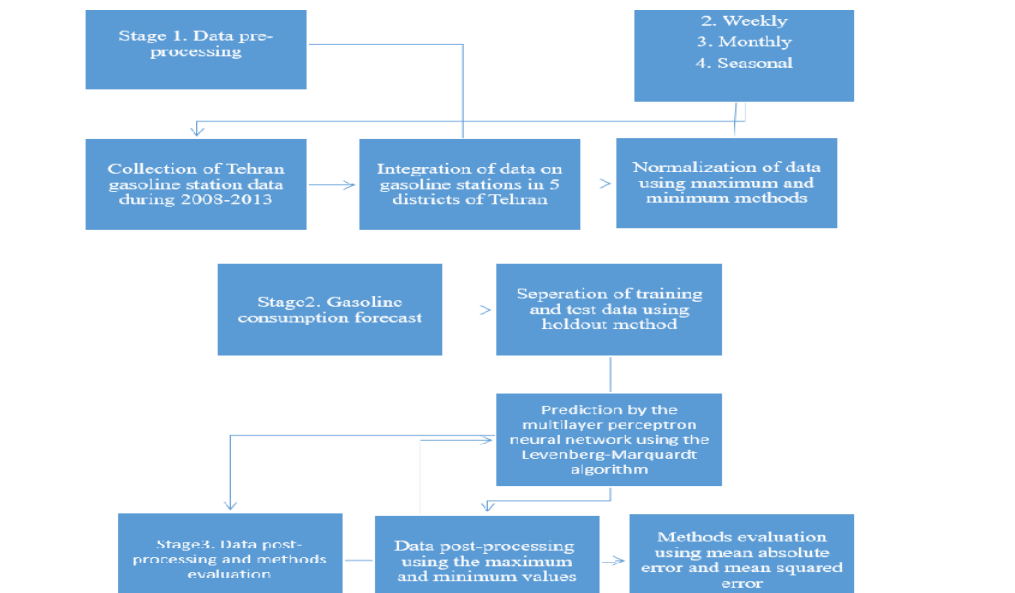 Stage 1. Data pre-
processing
2. Weekly
3. Monthly
4. Seasonal
Collection of Tehran
gasoline station data
during 2008-2013
Integration of data on
gasoline stations in 5
districts of Tehran
Normalization of data
using maximum and
minimum methods
Stage2. Gasoline
consumption forecast
Seperation of training
and test data using
holdout method
Prediction by the
multilayer perceptron
neural network using the
Levenberg-Marquardt
algorithm
Stage3. Data post-
processing and methods
evaluation
Data post-processing
using the maximum
and minimum values
Methods evaluation
using mean absolute
error and mean squared
error